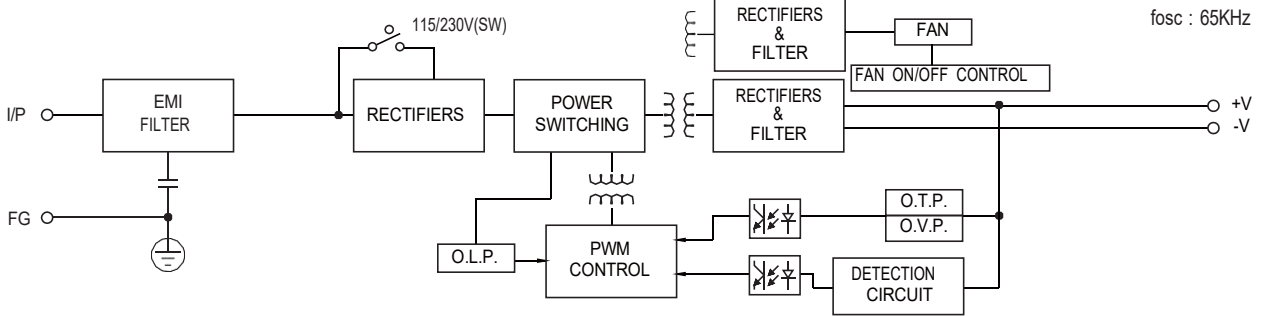 RECTIFIERS
&
FILTER
FAN
fosc : 65KHz
115/230V(SW)
FAN ON/OFF CONTROL
I/P
EMI
FILTER
RECTIFIERS
POWER
SWITCHING
RECTIFIERS
&
FILTER
+V
-V
FG
O.L.P.
PWM
CONTROL
O.T.P.
O.V.P.
DETECTION
CIRCUIT